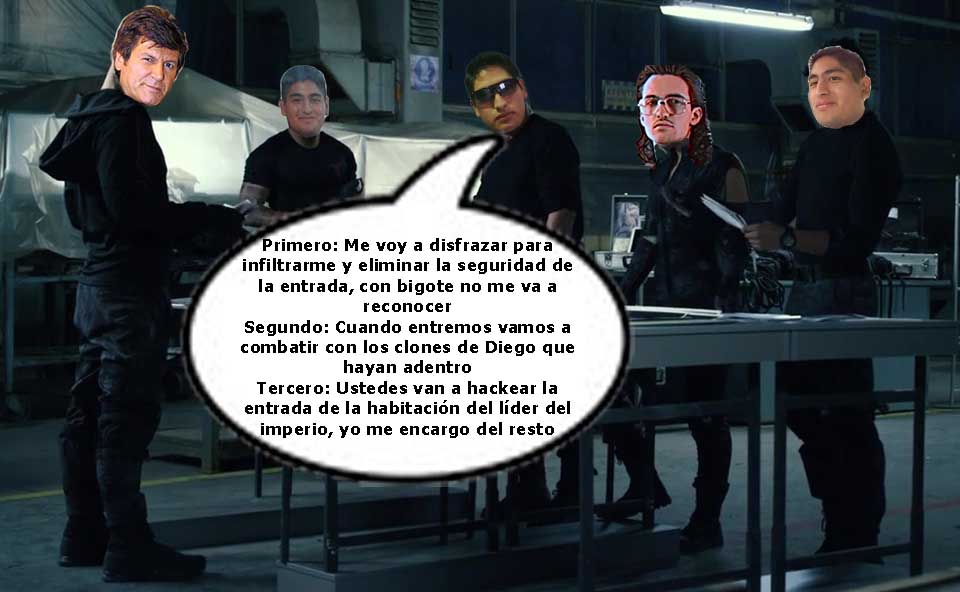 Primero: Me voy a disfrazar para
infiltrarme y eliminar la seguridad de
la entrada, con bigote no me va a
reconocer
Segundo: Cuando entremos vamos a
combatir con los clones de Diego que
hayan adentro
Tercero: Ustedes van a hackear la
entrada de la habitación del líder del
imperio, yo me encargo del resto